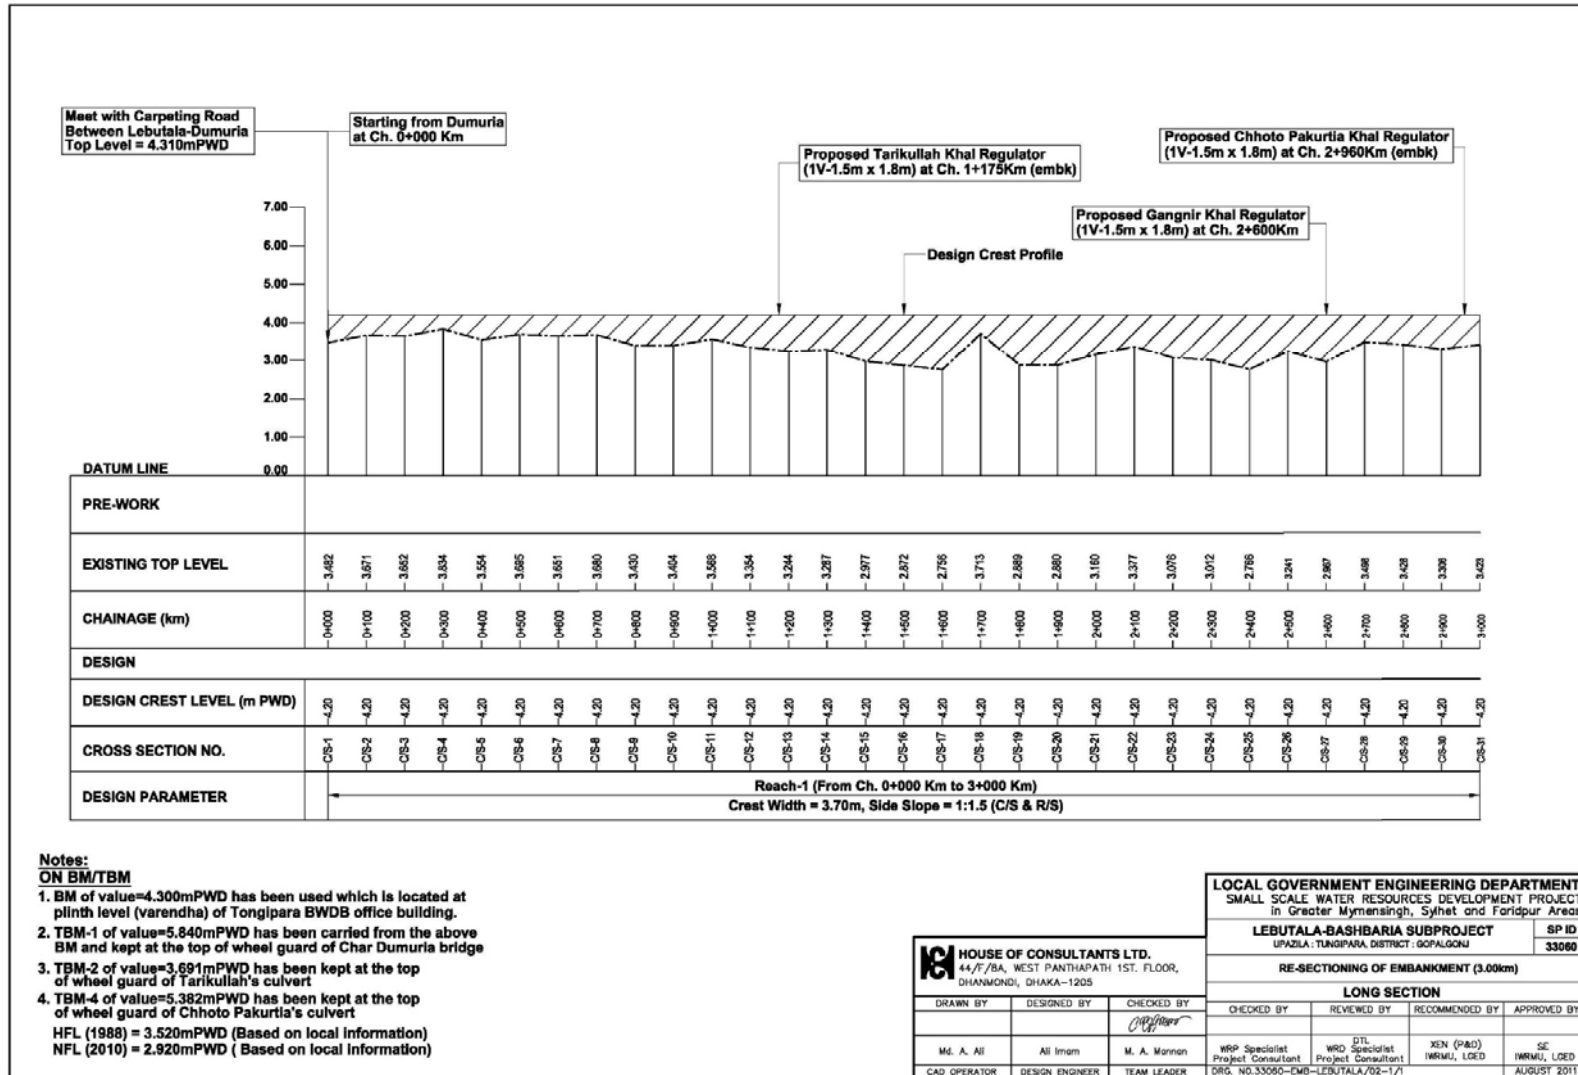 Meet with Carpeting Road
Between Lebutala-Dumuria
Top Level = 4.310mPWD
Starting from Dumuria
at Ch. 0+000 Km
Proposed Tarikullah Khal Regulator
(1V-1.5m x 1.8m) at Ch. 1+175Km (embk)
Proposed Chhoto Pakurtia Khal Regulator
(1V-1.5m x 1.8m) at Ch. 2+960Km (embk)
Proposed Gangnir Khal Regulator
(1V-1.5m x 1.8m) at Ch. 2+600Km
Design Crest Profile
7.00
6.00
5.00
4.00
3.00
2.00
1.00
0.00
DATUM LINE
PRE-WORK
EXISTING TOP LEVEL 3.482 3.671 3.834 3.554 3.651 3.680 3.430 3.404 3.354 3.244 3.287 2.977 2.872 3.713 2.889 2.880 3.377 3.012 3.241 3.498 3.428 3.423
CHAINAGE (km) 0+000 0+100 0+200 0+300 0+400 0+500 0+600 0+700 0+800 0+900 1+000 1+100 1+200 1+300 1+400 1+500 1+600 1+700 1+900 2+000 2+100 2+200 2+300 2+400 2+500 2+600 2+700 2+800 2+900 3+000
DESIGN
DESIGN CREST LEVEL (m PWD) 4.20 4.20 4.20 4.20 4.20 4.20 4.20 4.20 4.20 4.20 4.20 4.20 4.20 4.20 4.20 4.20 4.20 4.20 4.20 4.20 4.20 4.20 4.20 4.20 4.20 4.20 4.20 4.20 4.20 4.20 4.20
CROSS SECTION NO. C/S-1 C/S-2 C/S-3 C/S-4 C/S-5 C/S-6 C/S-7 C/S-8 C/S-9 C/S-10 C/S-11 C/S-12 C/S-13 C/S-14 C/S-15 C/S-16 C/S-17 C/S-18 C/S-19 C/S-20 C/S-21 C/S-22 C/S-23 C/S-24 C/S-25 C/S-26 C/S-27 C/S-28 C/S-29 C/S-30 C/S-31
DESIGN PARAMETER
Reach-1 (From Ch. 0+000 Km to 3+000 Km)
Crest Width = 3.70m, Side Slope = 1:1.5 (C/S & R/S)
Notes:
ON BM/TBM
1. BM of value=4.300mPWD has been used which is located at
plinth level (varendha) of Tongipara BWDB office building.
2. TBM-1 of value=5.840mPWD has been carried from the above
BM and kept at the top of wheel guard of Char Dumuria bridge
3. TBM-2 of value=3.691mPWD has been kept at the top
of wheel guard of Tarikullah's culvert
4. TBM-4 of value=5.382mPWD has been kept at the top
of wheel guard of Chhoto Pakurtia's culvert
HFL (1988) = 3.520mPWD (Based on local information)
NFL (2010) = 2.920mPWD ( Based on local information)
HOUSE OF CONSULTANTS LTD.
44/F/8A, WEST PANTHAPATH 1ST. FLOOR,
DHANMONDI, DHAKA-1205
DRAWN BY DESIGNED BY CHECKED BY
Md. A. Ali Ali Imam M. A. Mannan
CAD OPERATOR DESIGN ENGINEER TEAM LEADER
LOCAL GOVERNMENT ENGINEERING DEPARTMENT
SMALL SCALE WATER RESOURCES DEVELOPMENT PROJECT
in Greater Mymensingh, Sylhet and Faridpur Areas
LEBUTALA-BASHBARIA SUBPROJECT
UPAZILA : TUNGIPARA, DISTRICT : GOPALGONJ
SP ID
33060
RE-SECTIONING OF EMBANKMENT (3.00km)
LONG SECTION
CHECKED BY REVIEWED BY RECOMMENDED BY APPROVED BY
WRP Specialist
Project Consultant
DTL
WRD Specialist
Project Consultant
XEN (P&D)
IWRMU, LGED
SE
IWRMU, LGED
DRG. NO.33060-EMB-LEBUTALA/02-1/1
AUGUST 2011